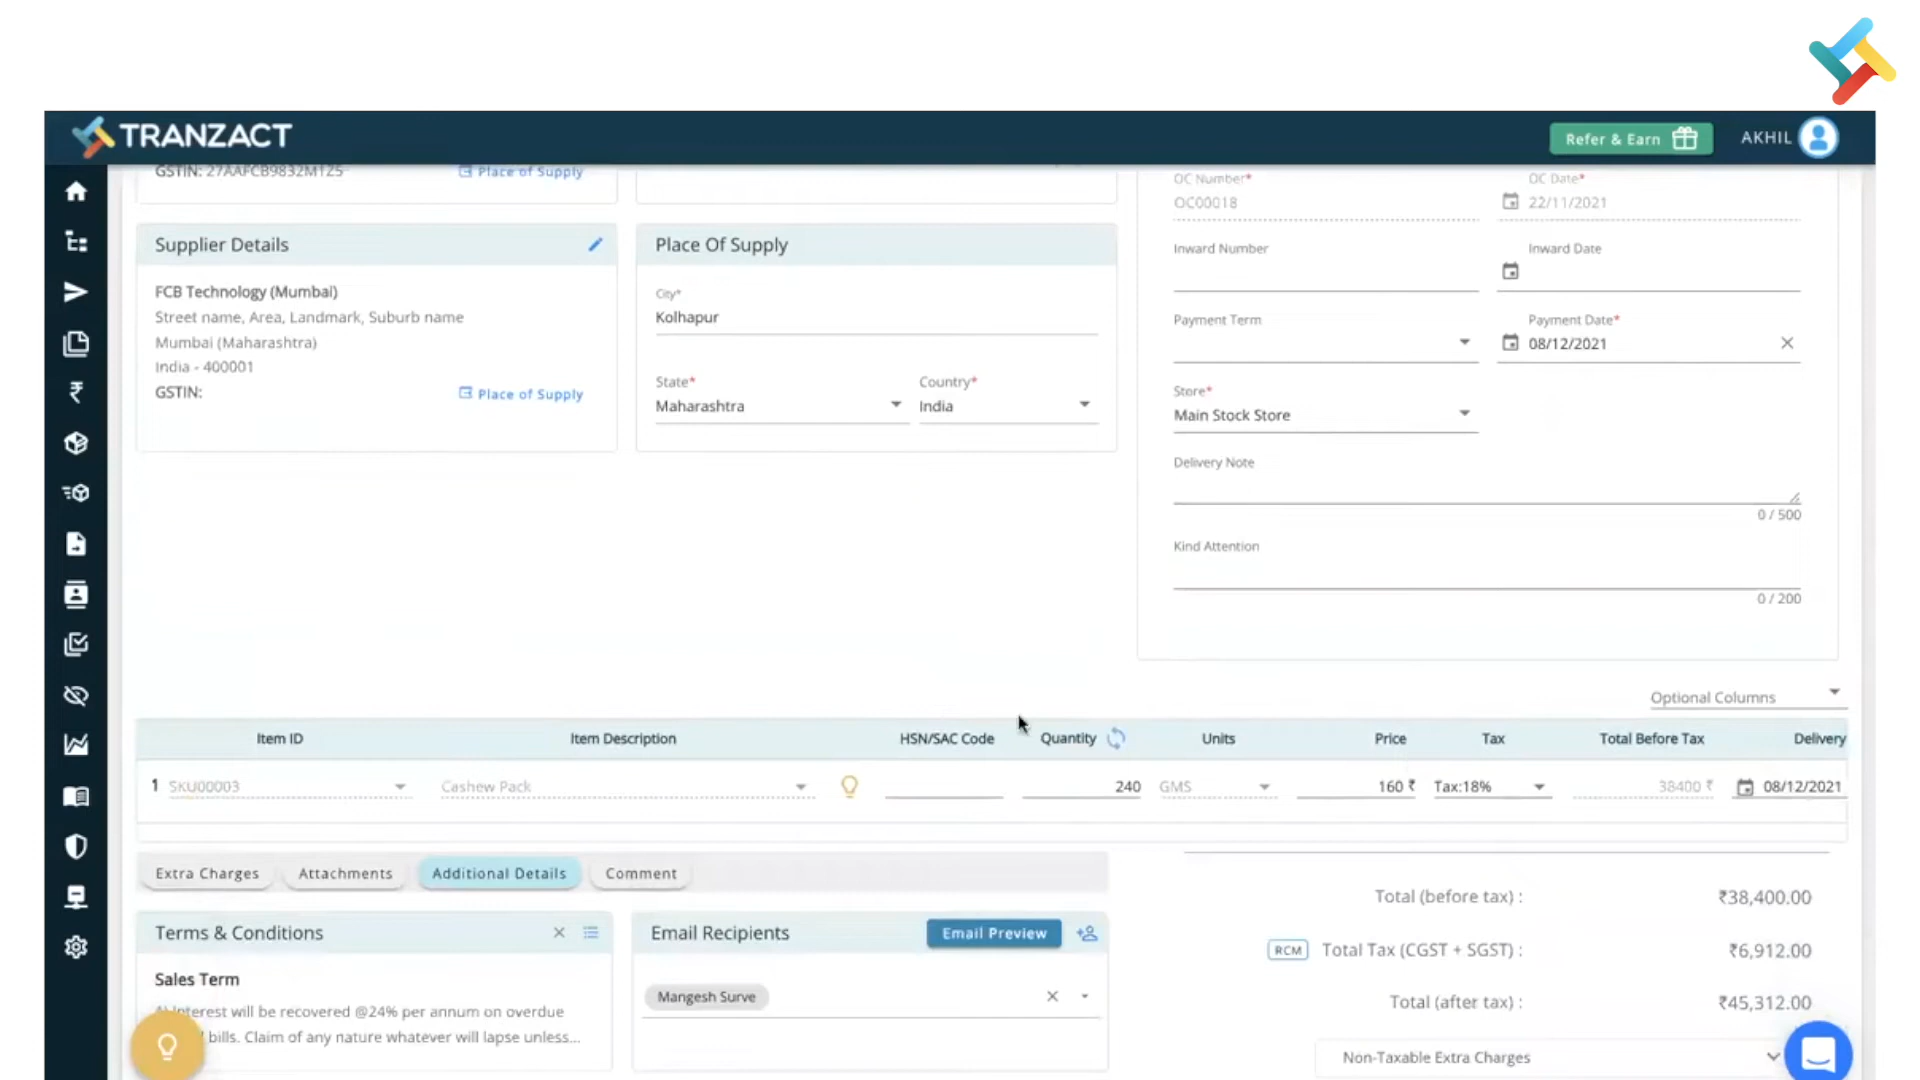 TRANZACT
Refer & Earn
AKHIL
GSTIN: 27AAFCB9832M1Z5
Place of Supply
OC Number*
OC Date*
OC00018
22/11/2021
Supplier Details
Place Of Supply
Inward Number
Inward Date
FCB Technology (Mumbai)
City*
Street name, Area, Landmark, Suburb name
Kolhapur
Payment Term
Payment Date*
Mumbai (Maharashtra)
08/12/2021
India - 400001
GSTIN:
Place of Supply
State*
Country*
Store*
Maharashtra
India
Main Stock Store
Delivery Note
0 / 500
Kind Attention
0 / 200
Optional Columns
Item ID
Item Description
HSN/SAC Code
Quantity
Units
Price
Tax
Total Before Tax
Delivery
1 SKU00003
Cashew Pack
240
GMS
160 ₹
Tax:18%
38400 ₹
08/12/2021
Extra Charges
Attachments
Additional Details
Comment
Total (before tax) :
₹38,400.00
Terms & Conditions
Email Recipients
Email Preview
RCM
Total Tax (CGST + SGST) :
₹6,912.00
Sales Term
Mangesh Surve
Total (after tax) :
₹45,312.00
Interest will be recovered @24% per annum on overdue
bills. Claim of any nature whatever will lapse unless...
Non-Taxable Extra Charges